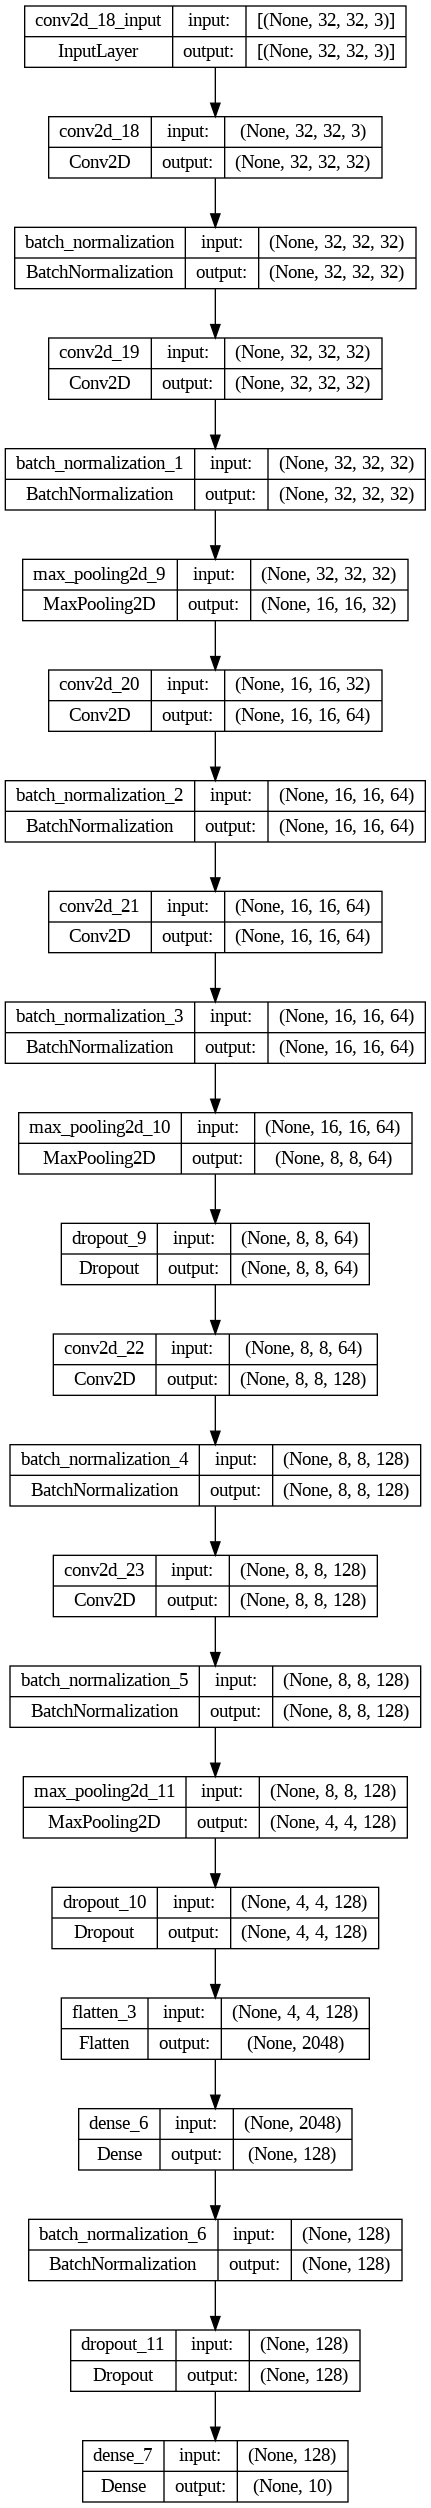 conv2d_18_input input: [(None, 32, 32, 3)]
InputLayer output: [(None, 32, 32, 3)]
conv2d_18 input: (None, 32, 32, 3)
Conv2D output: (None, 32, 32, 32)
batch_normalization input: (None, 32, 32, 32)
BatchNormalization output: (None, 32, 32, 32)
conv2d_19 input: (None, 32, 32, 32)
Conv2D output: (None, 32, 32, 32)
batch_normalization_1 input: (None, 32, 32, 32)
BatchNormalization output: (None, 32, 32, 32)
max_pooling2d_9 input: (None, 32, 32, 32)
MaxPooling2D output: (None, 16, 16, 32)
conv2d_20 input: (None, 16, 16, 32)
Conv2D output: (None, 16, 16, 64)
batch_normalization_2 input: (None, 16, 16, 64)
BatchNormalization output: (None, 16, 16, 64)
conv2d_21 input: (None, 16, 16, 64)
Conv2D output: (None, 16, 16, 64)
batch_normalization_3 input: (None, 16, 16, 64)
BatchNormalization output: (None, 16, 16, 64)
max_pooling2d_10 input: (None, 16, 16, 64)
MaxPooling2D output: (None, 8, 8, 64)
dropout_9 input: (None, 8, 8, 64)
Dropout output: (None, 8, 8, 64)
conv2d_22 input: (None, 8, 8, 64)
Conv2D output: (None, 8, 8, 128)
batch_normalization_4 input: (None, 8, 8, 128)
BatchNormalization output: (None, 8, 8, 128)
conv2d_23 input: (None, 8, 8, 128)
Conv2D output: (None, 8, 8, 128)
batch_normalization_5 input: (None, 8, 8, 128)
BatchNormalization output: (None, 8, 8, 128)
max_pooling2d_11 input: (None, 8, 8, 128)
MaxPooling2D output: (None, 4, 4, 128)
dropout_10 input: (None, 4, 4, 128)
Dropout output: (None, 4, 4, 128)
flatten_3 input: (None, 4, 4, 128)
Flatten output: (None, 2048)
dense_6 input: (None, 2048)
Dense output: (None, 128)
batch_normalization_6 input: (None, 128)
BatchNormalization output: (None, 128)
dropout_11 input: (None, 128)
Dropout output: (None, 128)
dense_7 input: (None, 128)
Dense output: (None, 10)